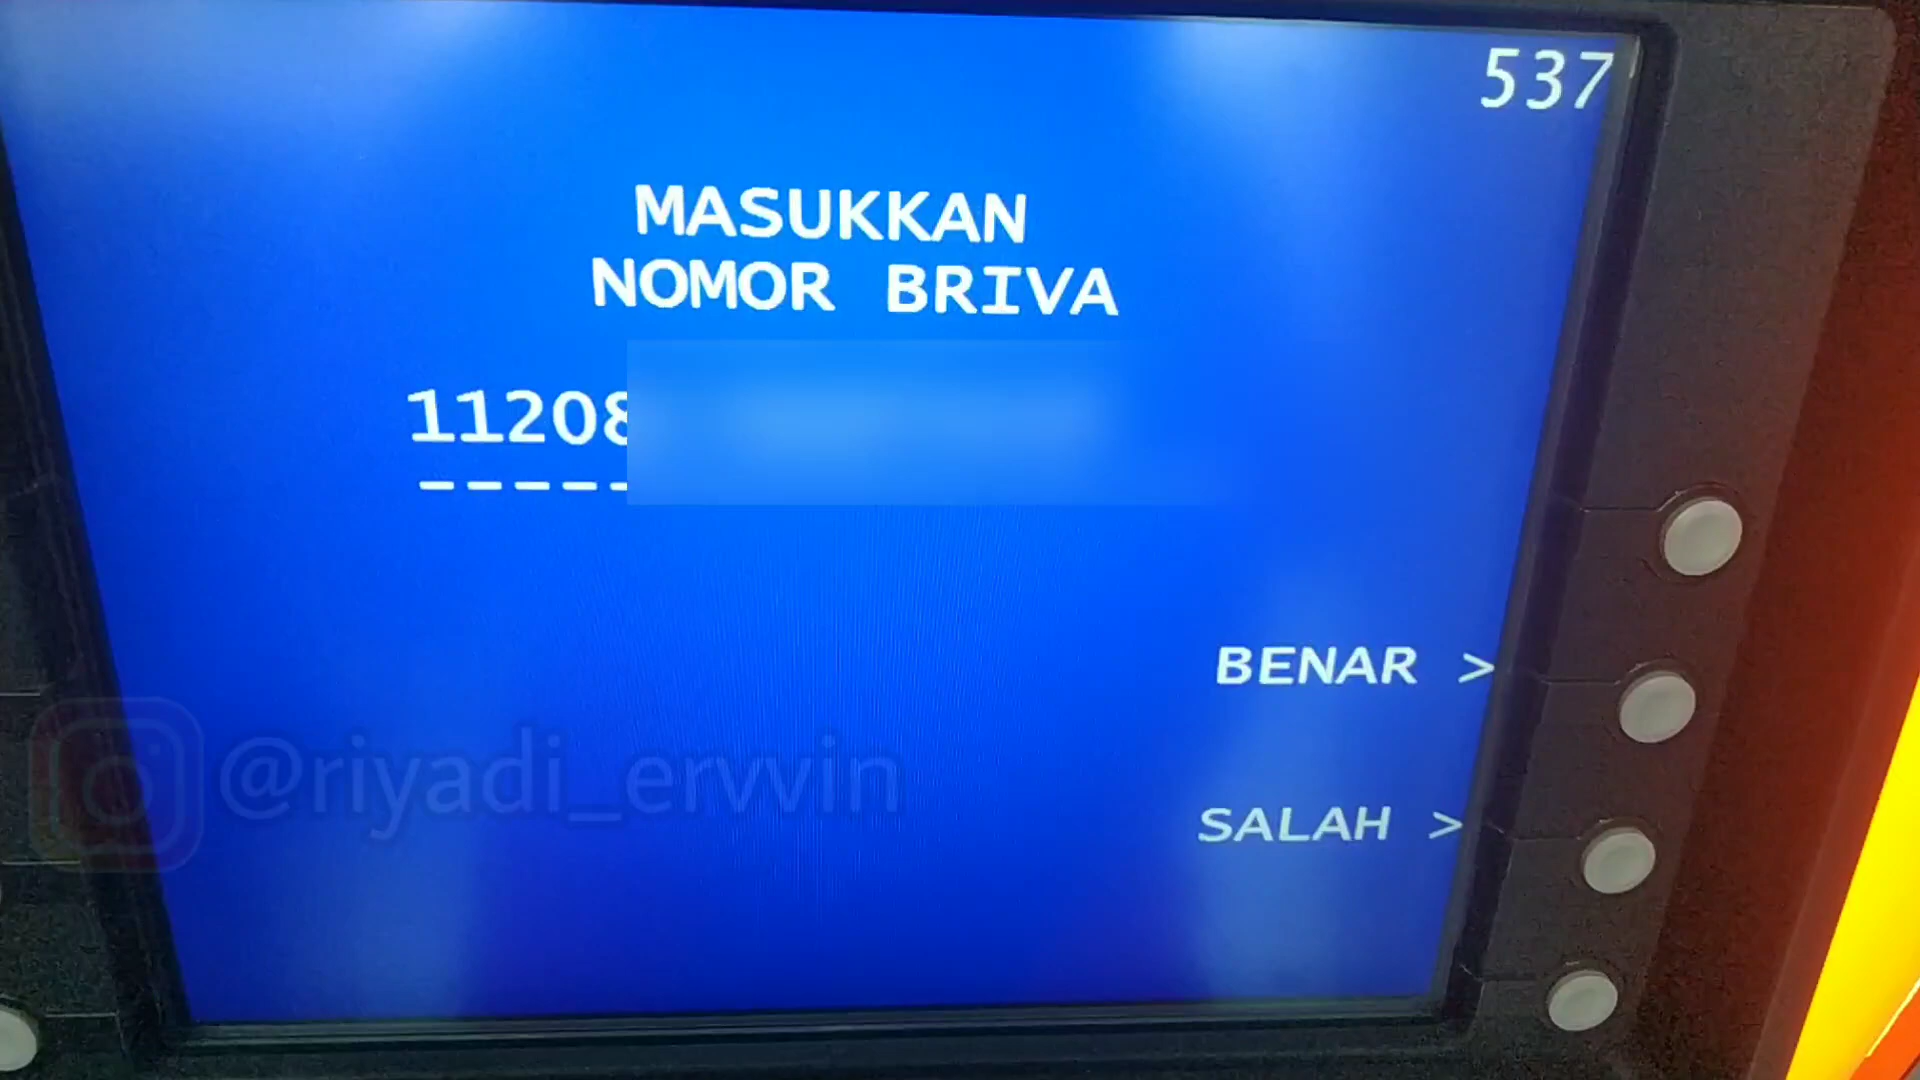 537
MASUKKAN
NOMOR BRIVA
11208
-----
BENAR >
SALAH >
@riyadi_ervvin